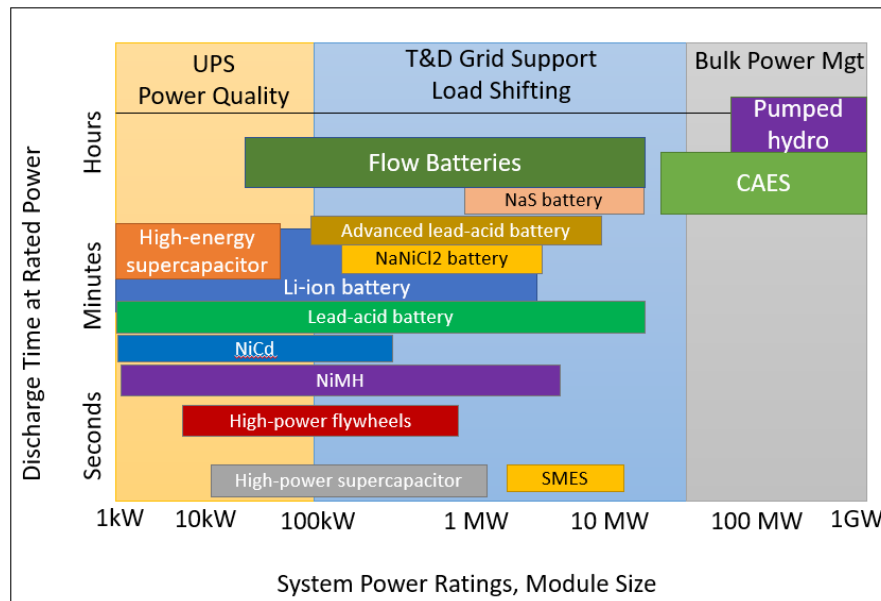 UPS
Power Quality
T&D Grid Support
Load Shifting
Bulk Power Mgt
Discharge Time at Rated Power
Hours
Minutes
Seconds
Pumped
hydro
Flow Batteries
CAES
NaS battery
Advanced lead-acid battery
High-energy
supercapacitor
NaNiCl2 battery
Li-ion battery
Lead-acid battery
NiCd
NiMH
High-power flywheels
High-power supercapacitor
SMES
1kW
10kW
100kW
1 MW
10 MW
100 MW
1GW
System Power Ratings, Module Size